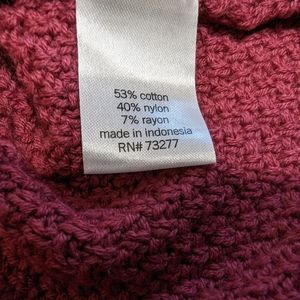 53% cotton
40% nylon
7% rayon
made in indonesia
RN# 73277